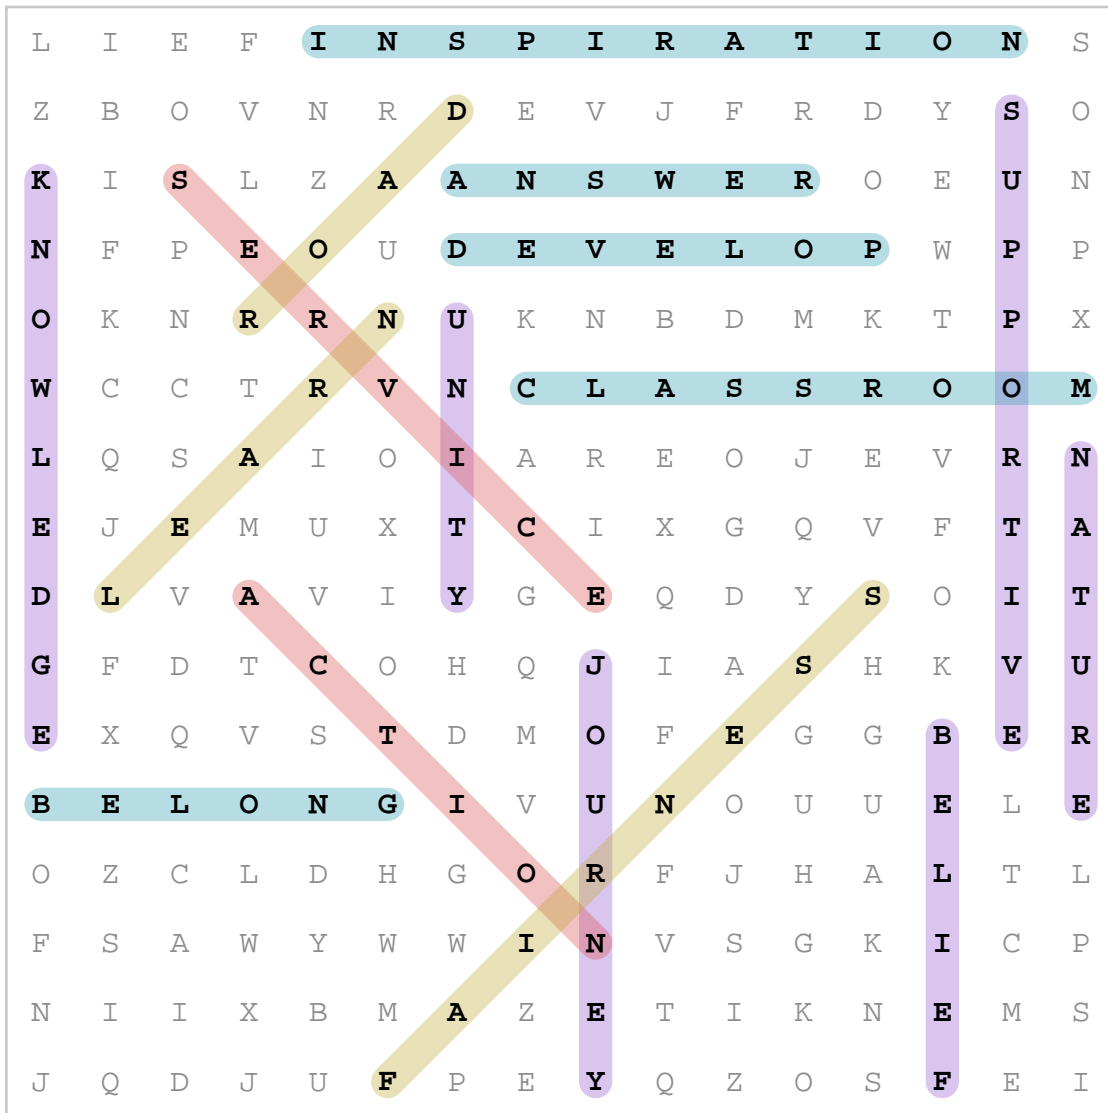 L I E F I N S P I R A T I O N S
Z B O V N R D E V J F R D Y S O
K I S L Z A A N S W E R O E U N
N F P E O U D E V E L O P W P P
O K N R R N U K N B D M K T P X
W C C T R V N C L A S S R O O M
L Q S A I O I A R E O J E V R N
E J E M U X T C I X G Q V F T A
D L V A V I Y G E Q D Y S O I T
G F D T C O H Q J I A S H K V U
E X Q V S T D M O F E G G B E R
B E L O N G I V U N O U U E L E
O Z C L D H G O R F J H A L T L
F S A W Y W W I N V S G K I C P
N I I X B M A Z E T I K N E M S
J Q D J U F P E Y Q Z O S F E I